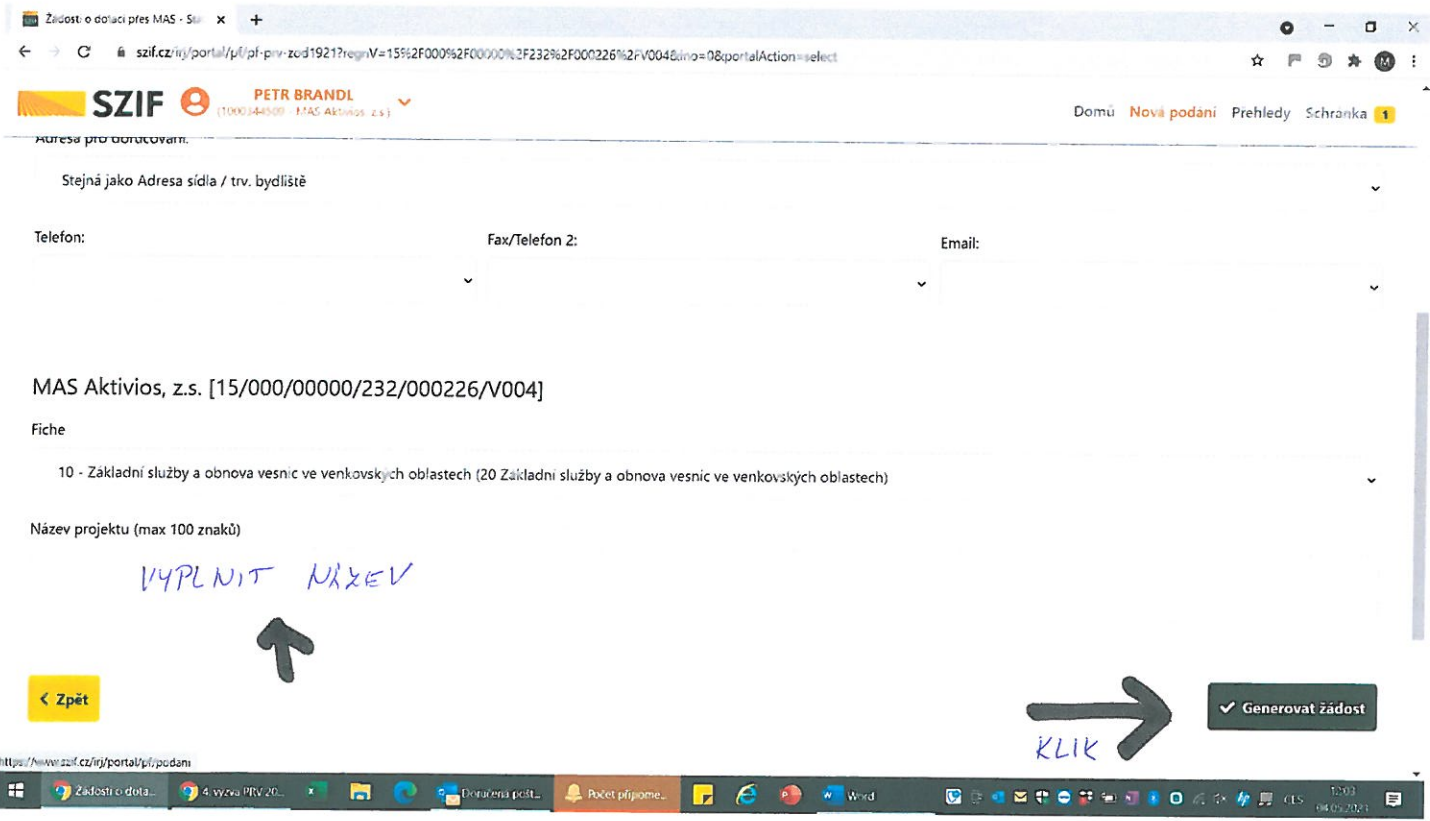 Žádosti o dotaci přes MAS - Sta
szif.cz/irj/portal/pf/pf-prv-zod1921?regnV=15%2F000%2F00000%2F232%2F000226%2FV004&ino=0&portalAction=select
M
SZIF
PETR BRANDL
MAS Aktivios, z.s.)
Domů Nová podání Přehledy Schránka 1
Adresa pro doručování:
Stejná jako Adresa sídla / trv. bydliště
Telefon:
Fax/Telefon 2:
Email:
MAS Aktivios, z.s. [15/000/00000/232/000226/V004]
Fiche
10 - Základní služby a obnova vesnic ve venkovských oblastech (20 Základní služby a obnova vesnic ve venkovských oblastech)
Název projektu (max 100 znaků)
VYPLNIT NÁZEV
Zpět
Generovat žádost
KLIK
https://www.szif.cz/irj/portal/pf/podani
Žádosti o dota... 4. výzva PRV 20... Doručená pošt... Počet připome... Word CES 12:03